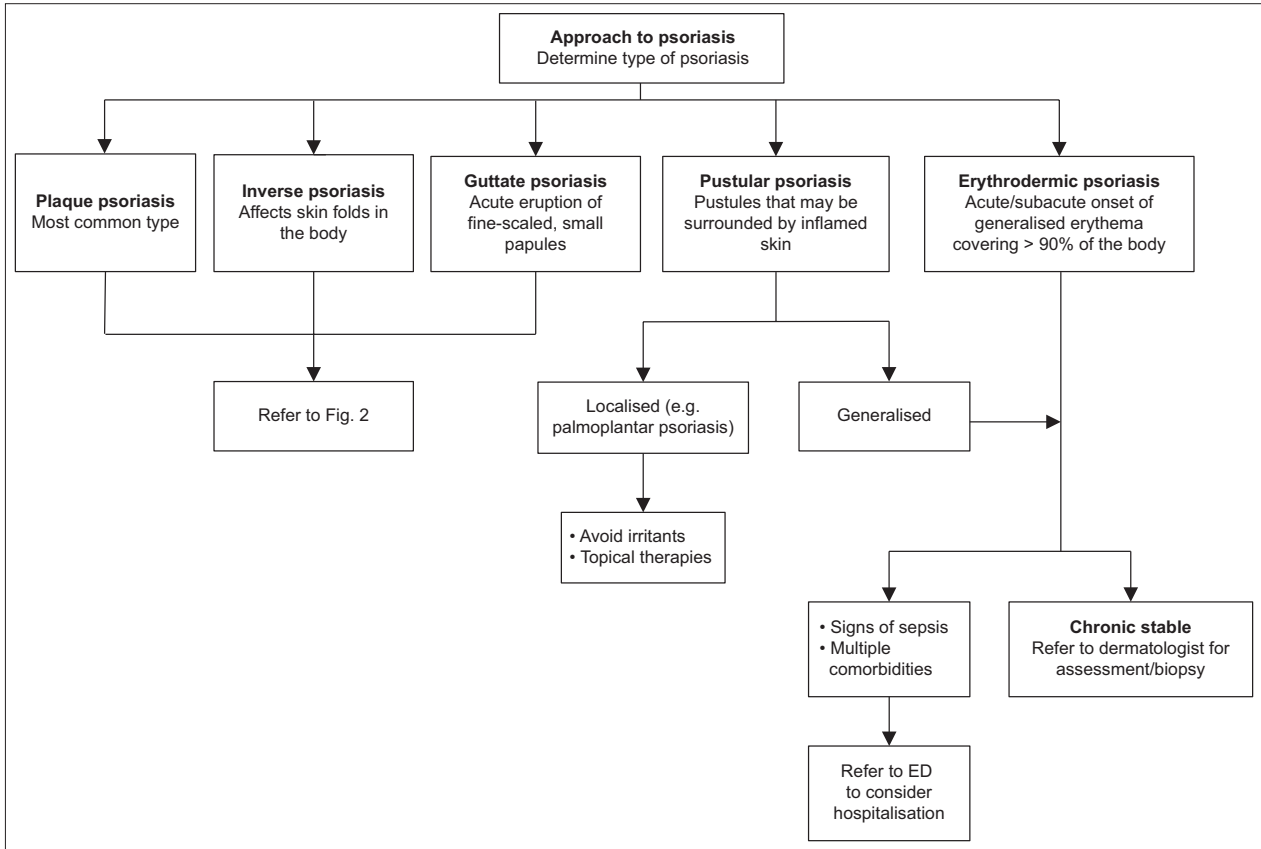 Approach to psoriasis
Determine type of psoriasis
Plaque psoriasis
Most common type
Inverse psoriasis
Affects skin folds in
the body
Guttate psoriasis
Acute eruption of
fine-scaled, small
papules
Pustular psoriasis
Pustules that may be
surrounded by inflamed
skin
Erythrodermic psoriasis
Acute/subacute onset of
generalised erythema
covering > 90% of the body
Refer to Fig. 2
Localised (e.g.
palmoplantar psoriasis)
Generalised
• Avoid irritants
• Topical therapies
• Signs of sepsis
• Multiple
comorbidities
Chronic stable
Refer to dermatologist for
assessment/biopsy
Refer to ED
to consider
hospitalisation